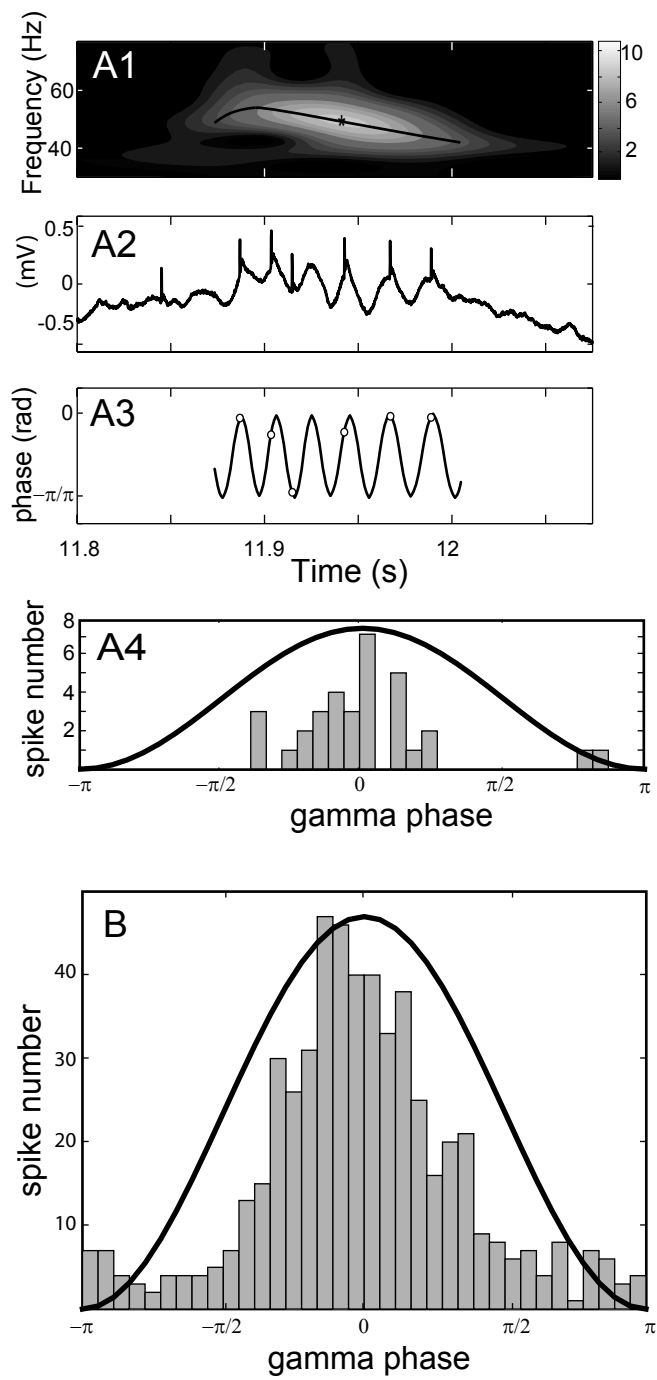 A1
Frequency (Hz)
60
40
10
6
2
A2
(mV)
0.5
0
-0.5
A3
phase (rad)
0
−π/π
11.8
11.9
12
Time (s)
A4
spike number
8
6
4
2
−π
−π/2
0
π/2
π
gamma phase
B
spike number
40
30
20
10
-π
−π/2
0
π/2
π
gamma phase